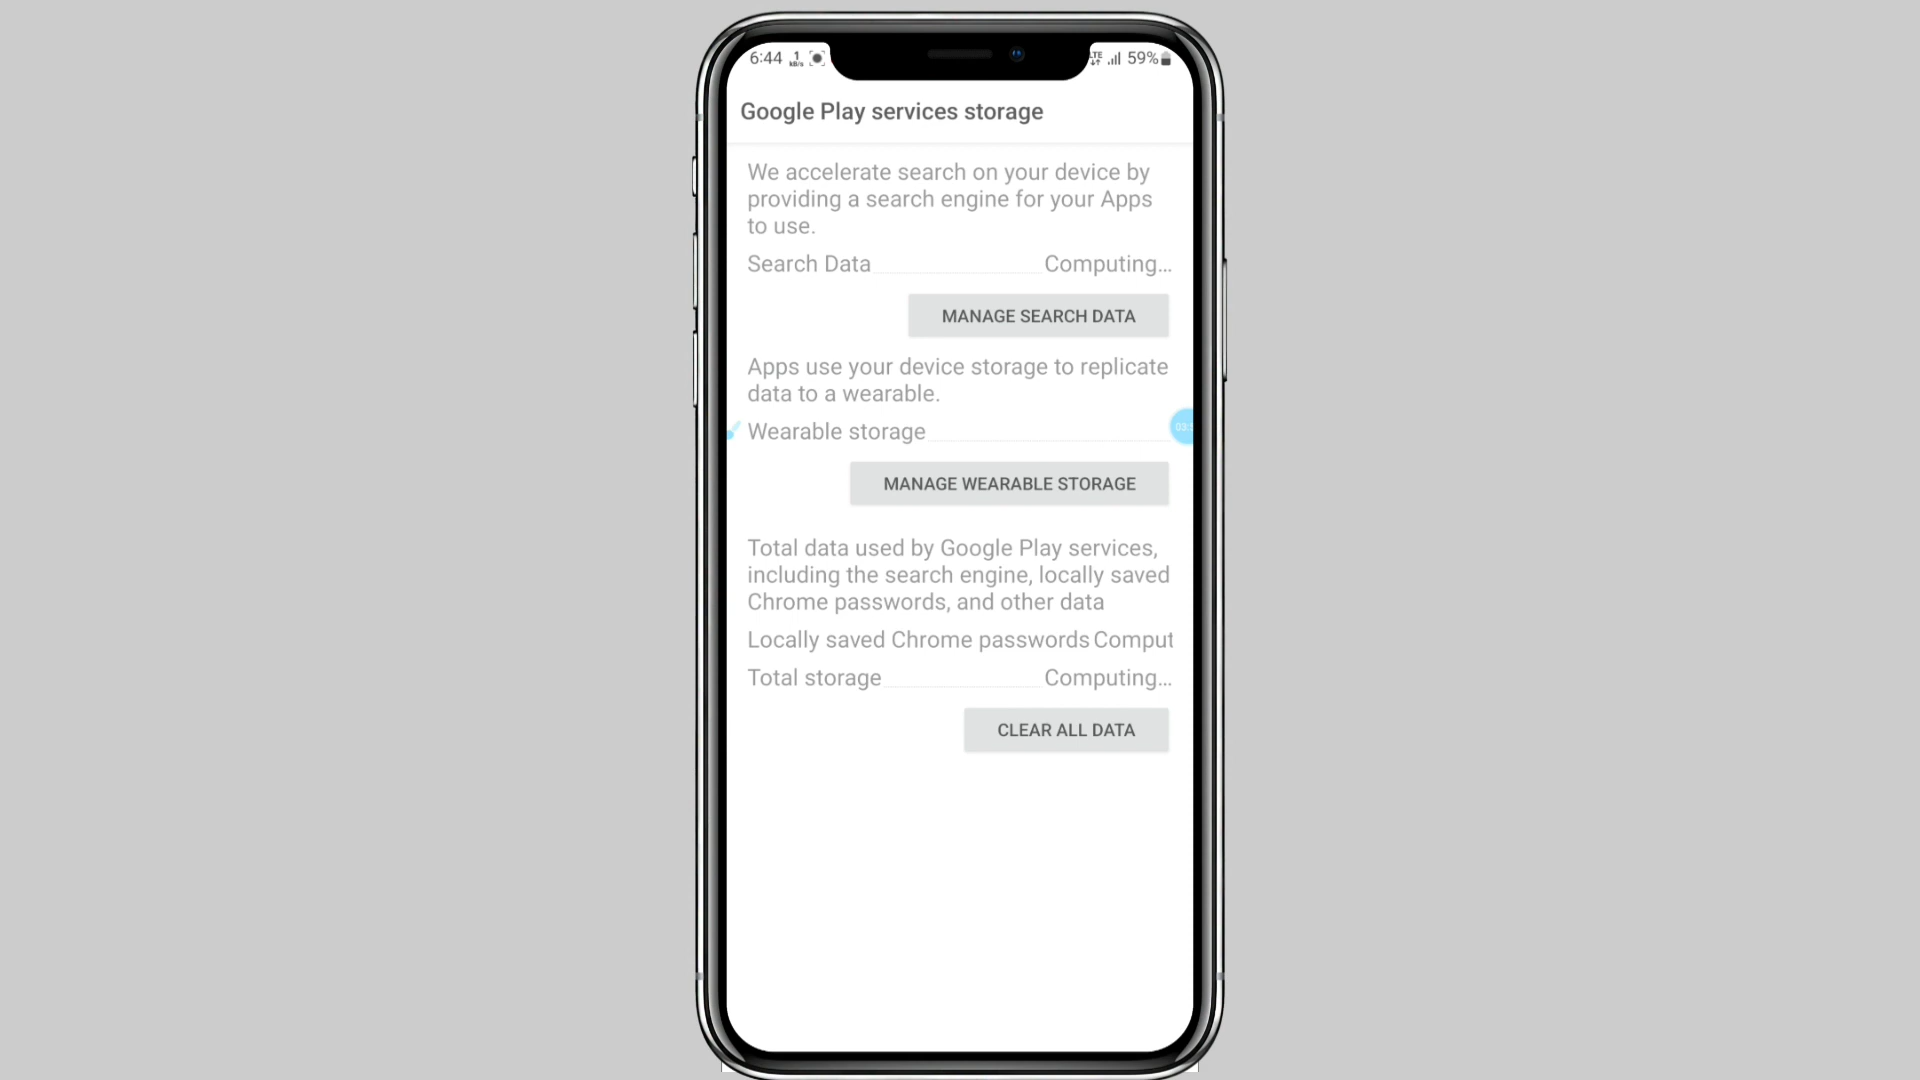 6:44 1 KB/s LTE 59%
Google Play services storage
We accelerate search on your device by
providing a search engine for your Apps
to use.
Search Data Computing...
MANAGE SEARCH DATA
Apps use your device storage to replicate
data to a wearable.
Wearable storage
MANAGE WEARABLE STORAGE
Total data used by Google Play services,
including the search engine, locally saved
Chrome passwords, and other data
Locally saved Chrome passwords Comput
Total storage Computing...
CLEAR ALL DATA